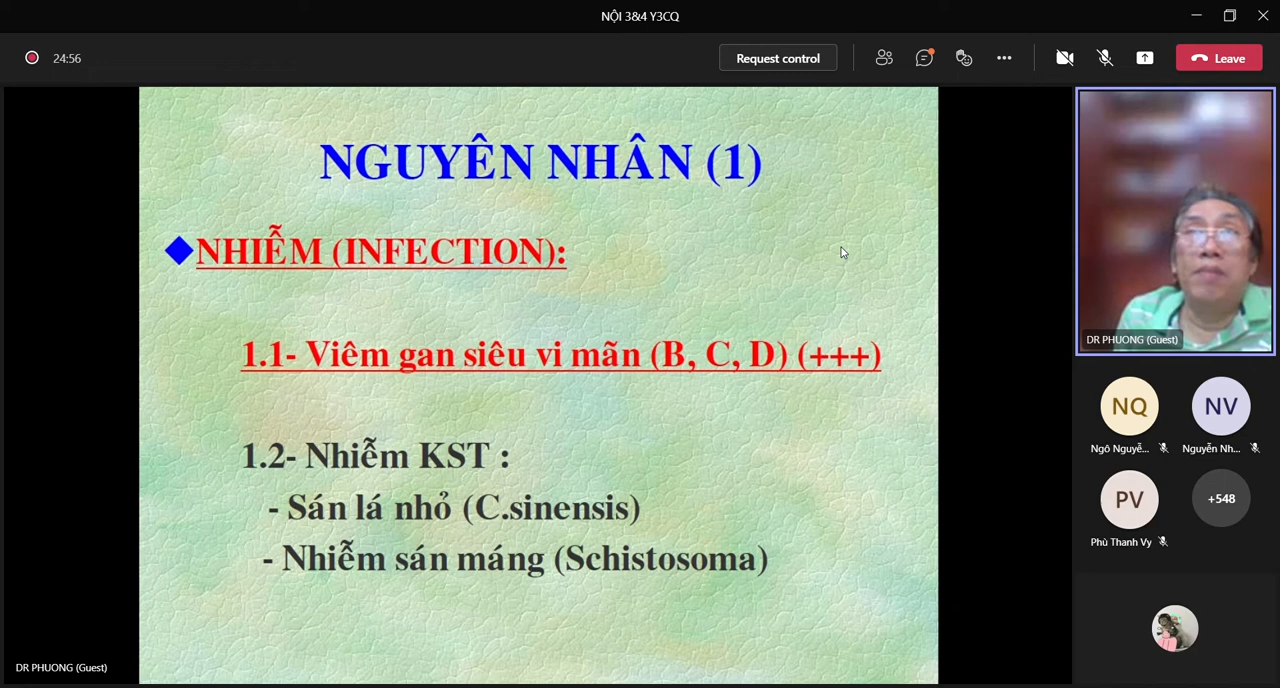 NỘI 3&4 Y3CQ
24:56
Request control
Leave
NGUYÊN NHÂN (1)
NHIỄM (INFECTION):
1.1- Viêm gan siêu vi mãn (B, C, D) (+++)
1.2- Nhiễm KST :
- Sán lá nhỏ (C.sinensis)
- Nhiễm sán máng (Schistosoma)
DR PHUONG (Guest)
DR PHUONG (Guest)
NQ
NV
Ngô Nguyễ...
Nguyễn Nh...
PV
+548
Phù Thanh Vy